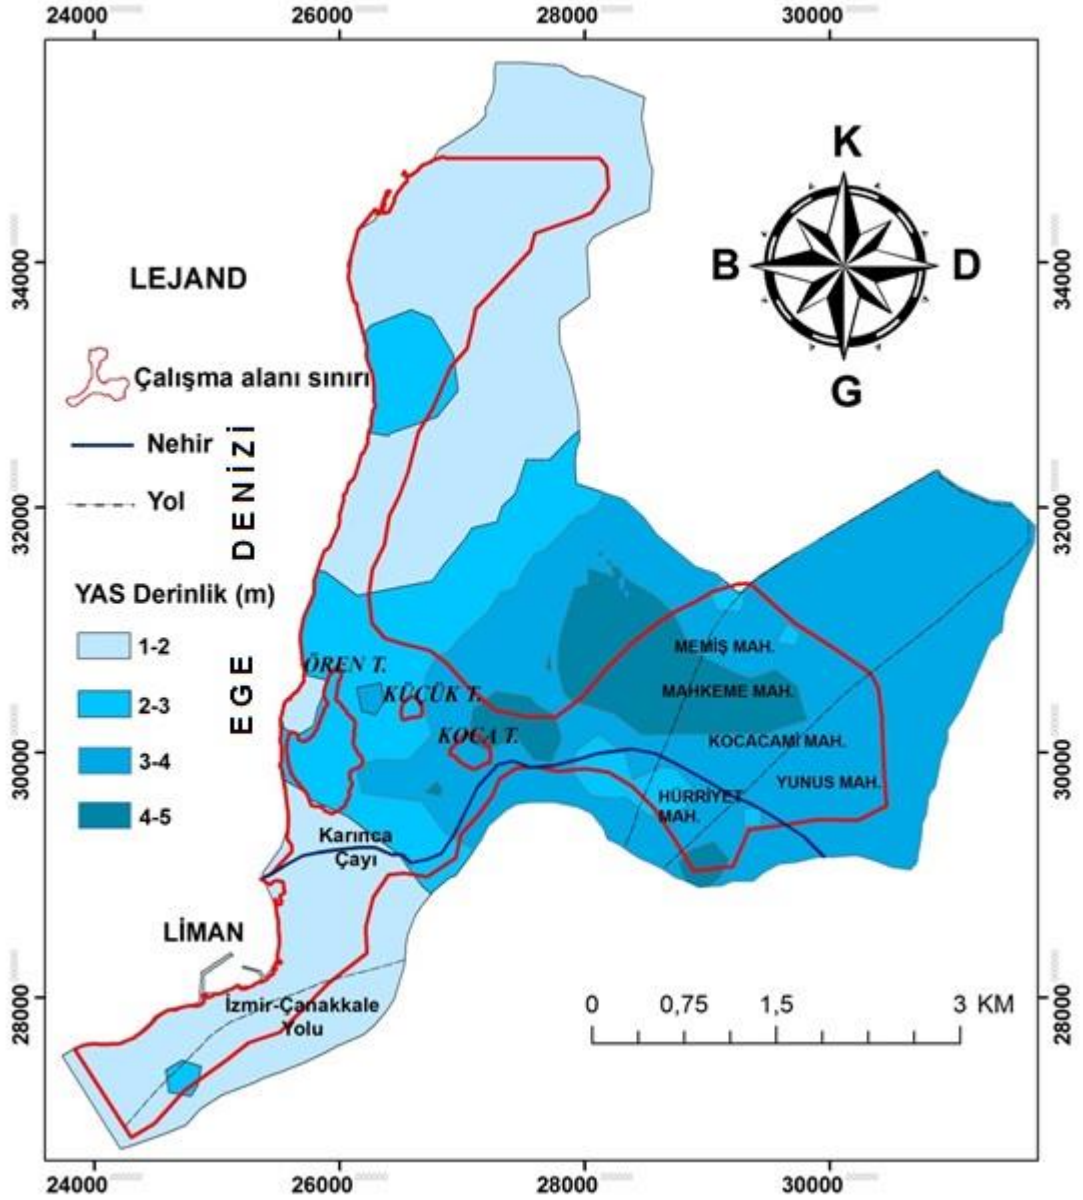 24000 26000 28000 30000
K
B D
G
34000
34000
LEJAND
Çalışma alanı sınırı
Nehir
Yol
EGE DENİZİ
32000
32000
YAS Derinlik (m)
1-2
2-3
3-4
4-5
MEMİŞ MAH.
ÖREN T.
KÜÇÜK T.
MAHKEME MAH.
KOCA T.
KOCACAMİ MAH.
30000
30000
YUNUS MAH.
HÜRRİYET
MAH.
Karınca
Çayı
LİMAN
İzmir-Çanakkale
Yolu
28000
28000
0 0,75 1,5 3 KM
24000 26000 28000 30000